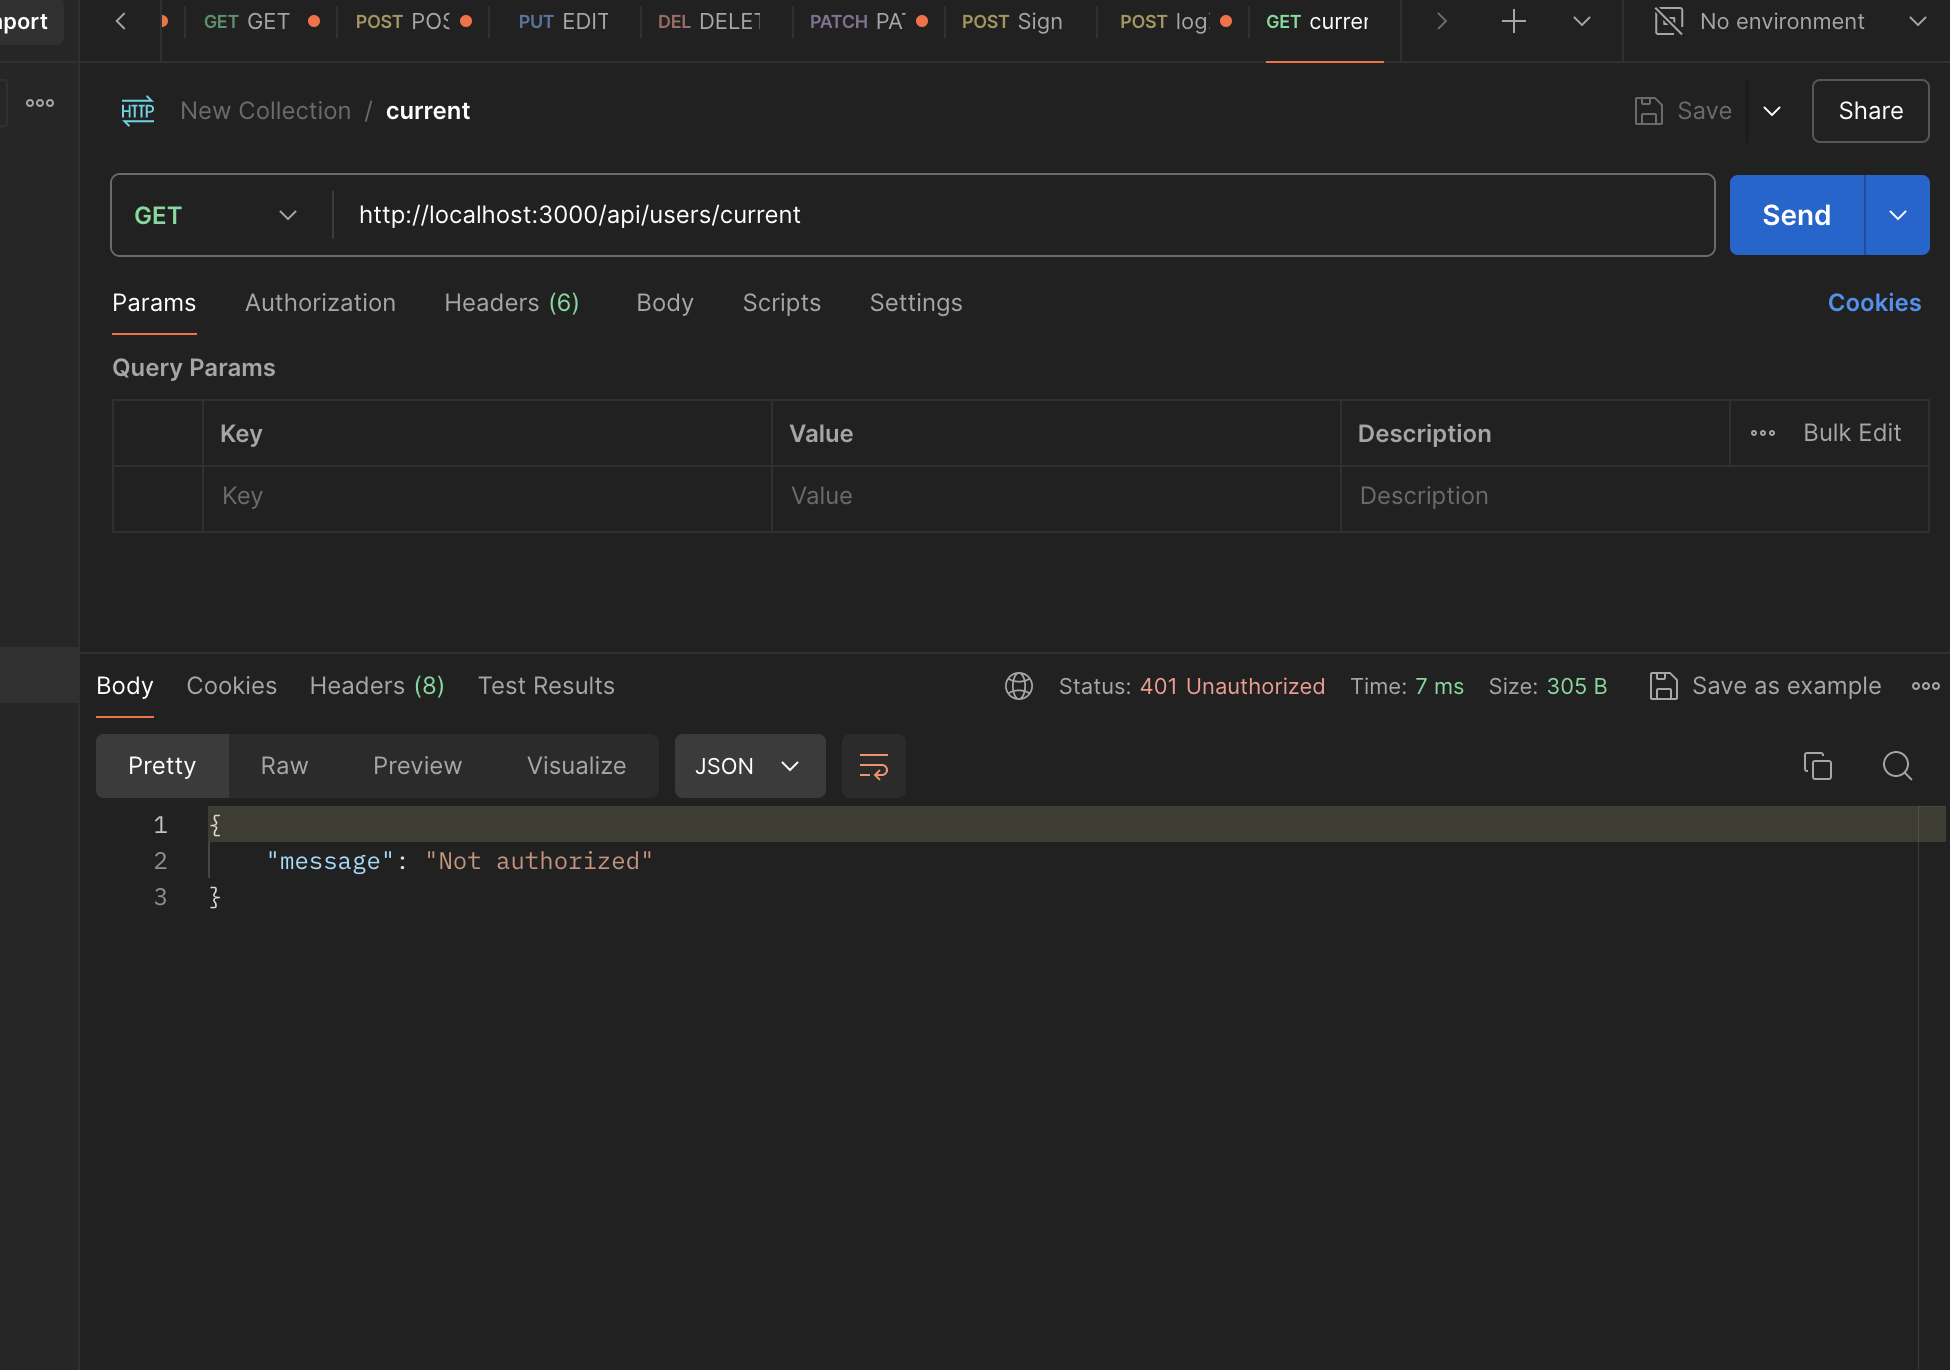 GET GET POST POS PUT EDIT DEL DELET PATCH PAT POST Sign POST log GET currer No environment
HTTP New Collection / current Save Share
GET http://localhost:3000/api/users/current Send
Params Authorization Headers (6) Body Scripts Settings Cookies
Query Params
Key Value Description Bulk Edit
Key Value Description
Body Cookies Headers (8) Test Results Status: 401 Unauthorized Time: 7 ms Size: 305 B Save as example
Pretty Raw Preview Visualize JSON
1 {
2 "message": "Not authorized"
3 }